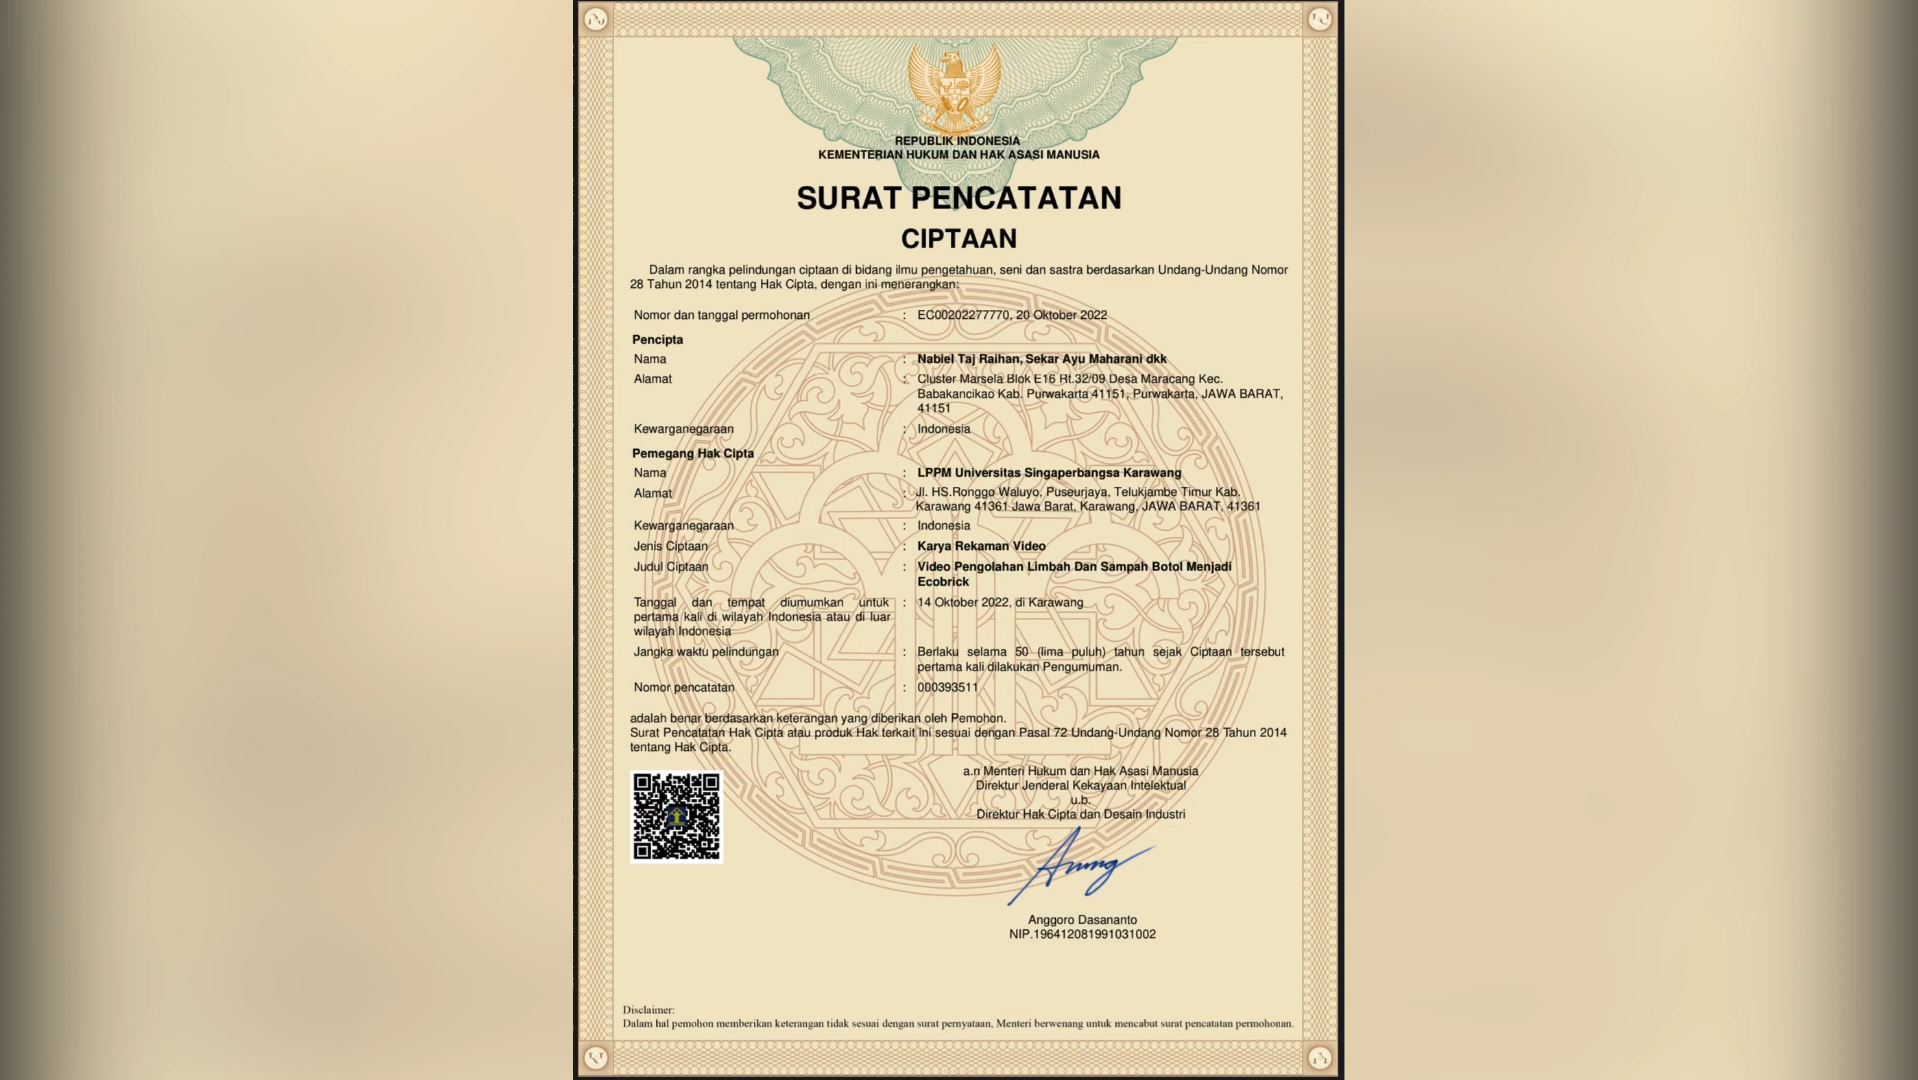 REPUBLIK INDONESIA
KEMENTERIAN HUKUM DAN HAK ASASI MANUSIA
SURAT PENCATATAN
CIPTAAN
Dalam rangka pelindungan ciptaan di bidang ilmu pengetahuan, seni dan sastra berdasarkan Undang-Undang Nomor
28 Tahun 2014 tentang Hak Cipta, dengan ini menerangkan:
Nomor dan tanggal permohonan : EC00202277770, 20 Oktober 2022
Pencipta
Nama : Nabiel Taj Raihan, Sekar Ayu Maharani dkk
Alamat : Cluster Marsela Blok E16 Rt.32/09 Desa Maracang Kec.
Babakancikao Kab. Purwakarta 41151, Purwakarta, JAWA BARAT,
41151
Kewarganegaraan : Indonesia
Pemegang Hak Cipta
Nama : LPPM Universitas Singaperbangsa Karawang
Alamat : Jl. HS.Ronggo Waluyo, Puseurjaya, Telukjambe Timur Kab.
Karawang 41361 Jawa Barat, Karawang, JAWA BARAT, 41361
Kewarganegaraan : Indonesia
Jenis Ciptaan : Karya Rekaman Video
Judul Ciptaan : Video Pengolahan Limbah Dan Sampah Botol Menjadi
Ecobrick
Tanggal dan tempat diumumkan untuk : 14 Oktober 2022, di Karawang
pertama kali di wilayah Indonesia atau di luar
wilayah Indonesia
Jangka waktu pelindungan : Berlaku selama 50 (lima puluh) tahun sejak Ciptaan tersebut
pertama kali dilakukan Pengumuman.
Nomor pencatatan : 000393511
adalah benar berdasarkan keterangan yang diberikan oleh Pemohon.
Surat Pencatatan Hak Cipta atau produk Hak terkait ini sesuai dengan Pasal 72 Undang-Undang Nomor 28 Tahun 2014
tentang Hak Cipta.
a.n Menteri Hukum dan Hak Asasi Manusia
Direktur Jenderal Kekayaan Intelektual
u.b.
Direktur Hak Cipta dan Desain Industri
Anggoro Dasananto
NIP.196412081991031002
Disclaimer:
Dalam hal pemohon memberikan keterangan tidak sesuai dengan surat pernyataan, Menteri berwenang untuk mencabut surat pencatatan permohonan.